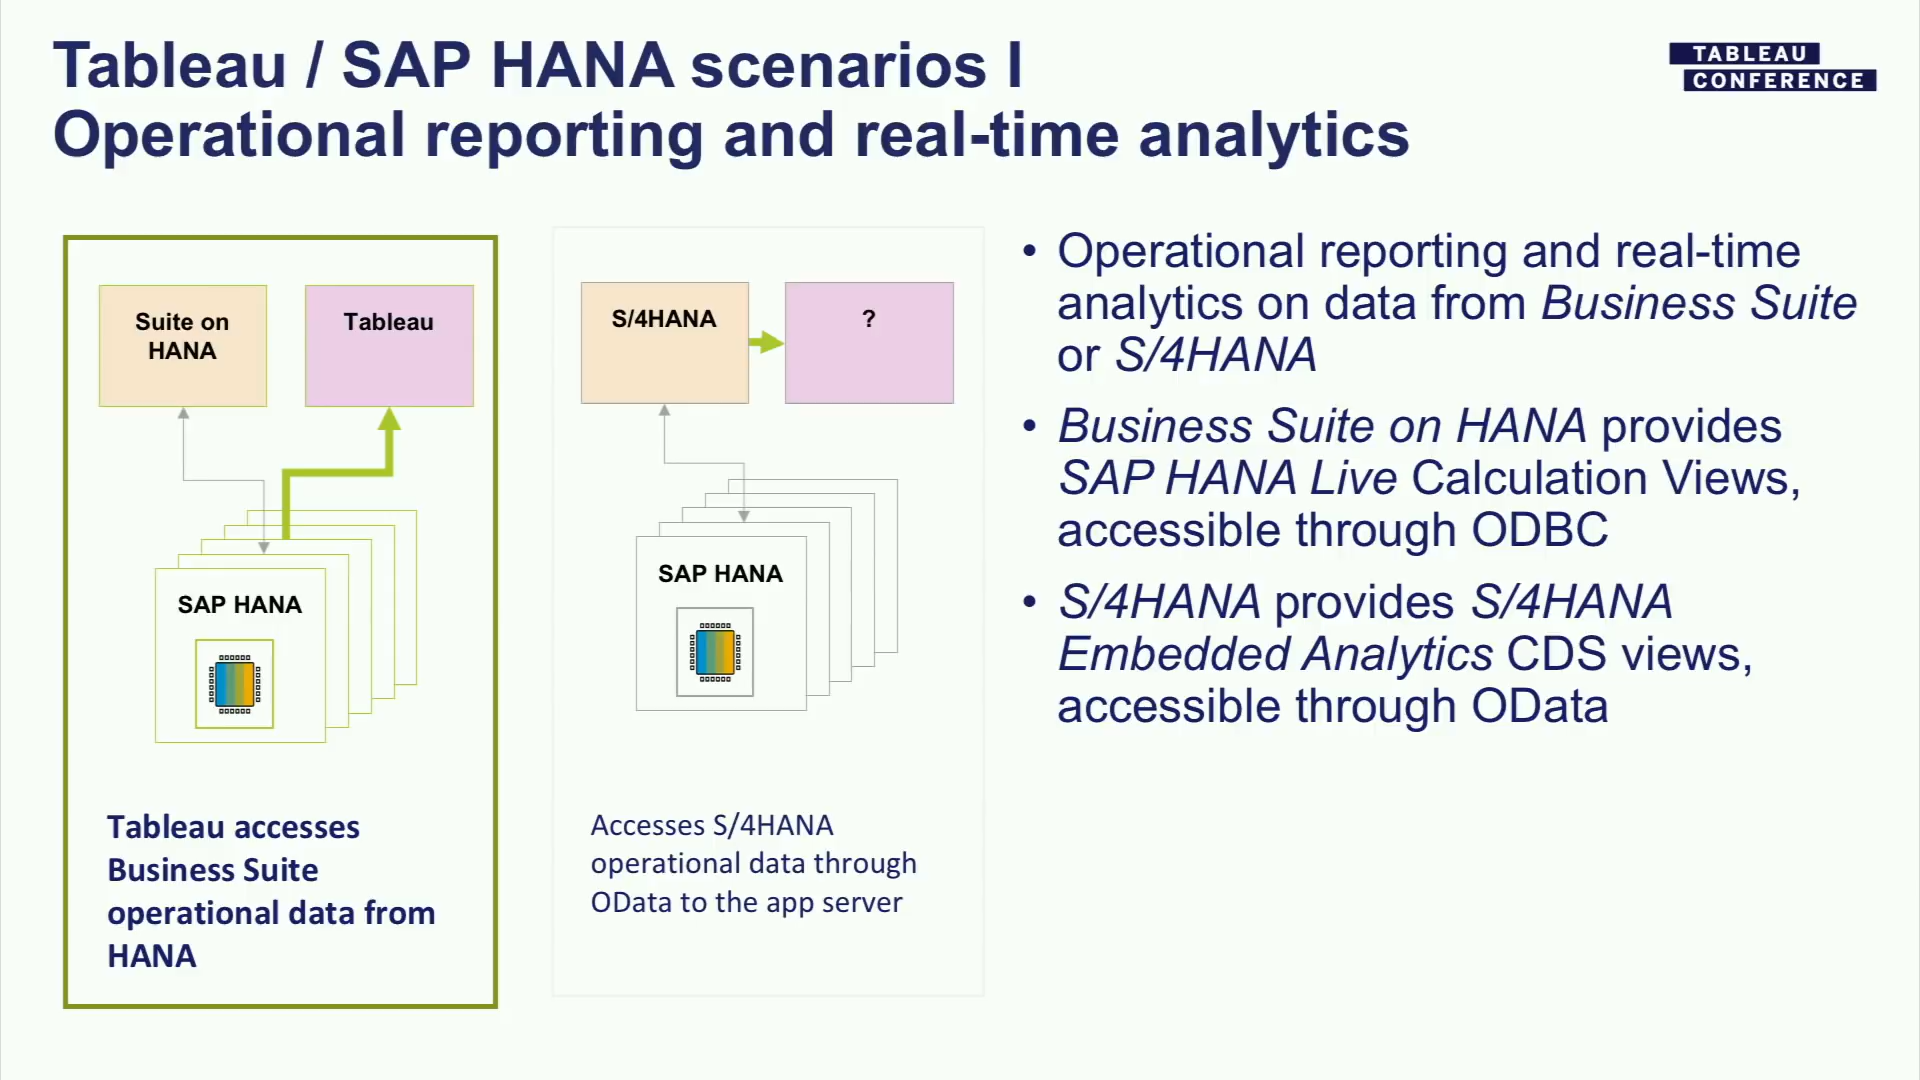 Tableau / SAP HANA scenarios I
Operational reporting and real-time analytics
TABLEAU
CONFERENCE
Suite on
HANA
Tableau
SAP HANA
Tableau accesses
Business Suite
operational data from
HANA
S/4HANA
?
SAP HANA
Accesses S/4HANA
operational data through
OData to the app server
• Operational reporting and real-time
analytics on data from Business Suite
or S/4HANA
• Business Suite on HANA provides
SAP HANA Live Calculation Views,
accessible through ODBC
• S/4HANA provides S/4HANA
Embedded Analytics CDS views,
accessible through OData